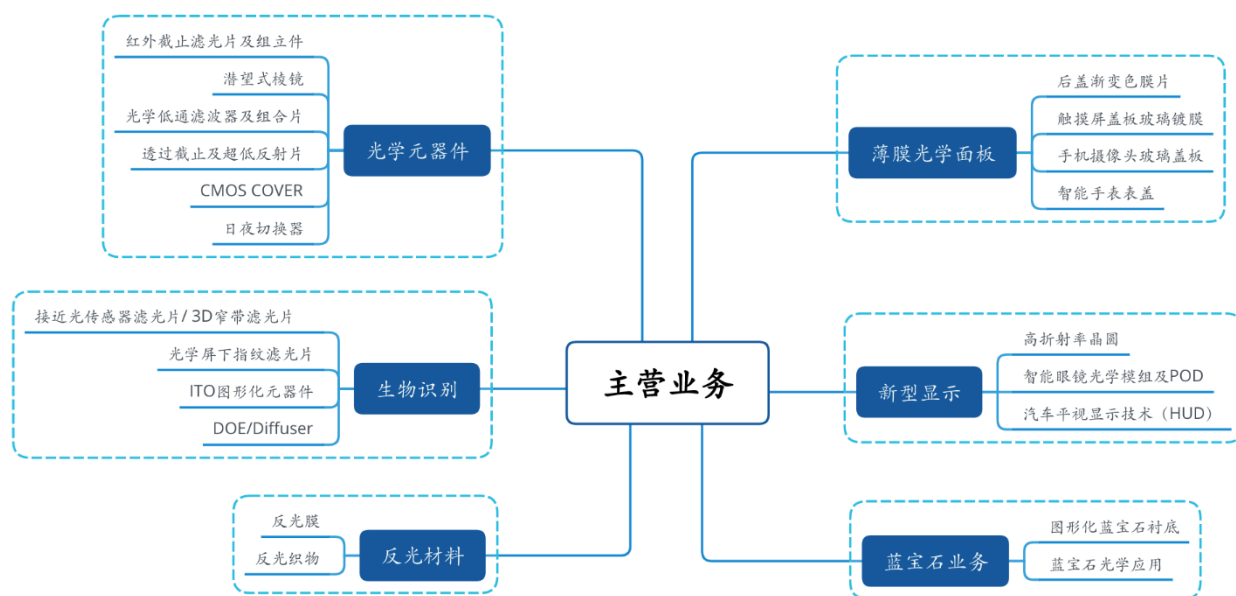 主营业务
光学元器件
红外截止滤光片及组立件
潜望式棱镜
光学低通滤波器及组合片
透过截止及超低反射片
CMOS COVER
日夜切换器
生物识别
接近光传感器滤光片/ 3D窄带滤光片
光学屏下指纹滤光片
ITO图形化元器件
DOE/Diffuser
反光材料
反光膜
反光织物
薄膜光学面板
后盖渐变色膜片
触摸屏盖板玻璃镀膜
手机摄像头玻璃盖板
智能手表表盖
新型显示
高折射率晶圆
智能眼镜光学模组及POD
汽车平视显示技术（HUD）
蓝宝石业务
图形化蓝宝石衬底
蓝宝石光学应用